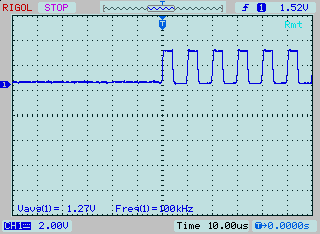 RIGOL STOP 1 1.52V
T
Rmt
1
Vavg(1)= 1.27V Freq(1)=100kHz
CH1 2.00V Time 10.00us T→0.0000s